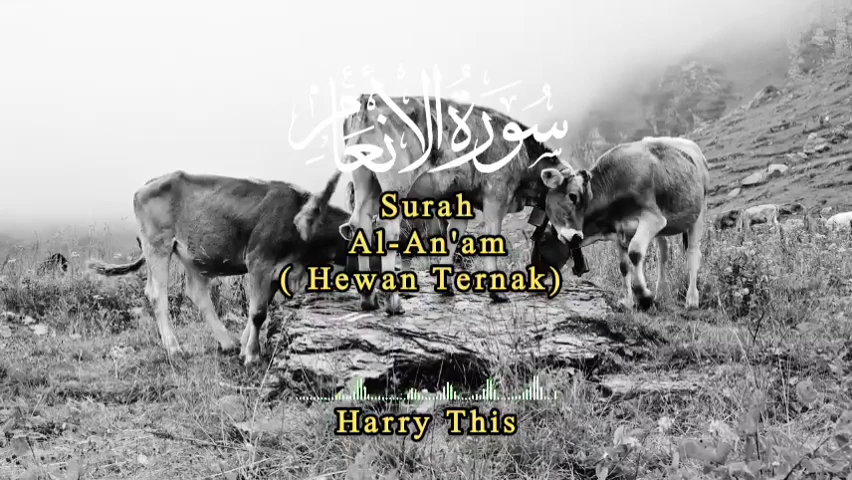 سُورَةُ الأَنْعَامِ
Surah
Al-An'am
( Hewan Ternak)
Harry This